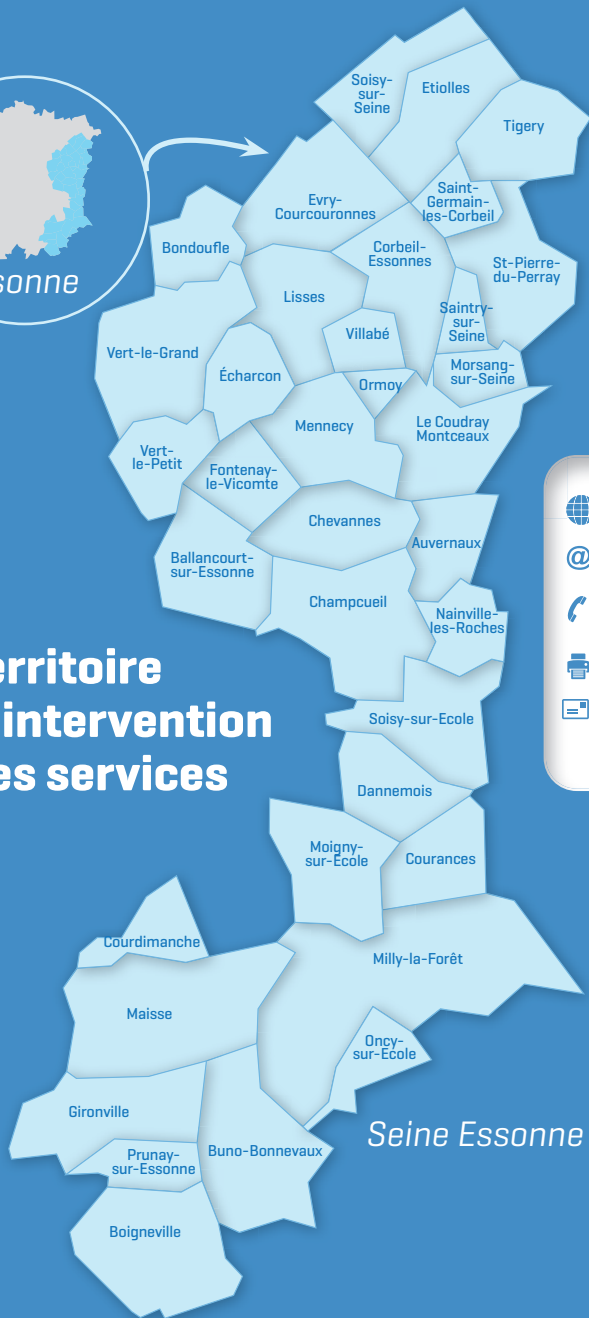 Soisy-
sur-
Seine
Etiolles
Tigery
Evry-
Courcouronnes
Saint-
Germain-
les-Corbeil
Bondoufle
Corbeil-
Essonnes
St-Pierre-
du-Perray
sonne
Lisses
Saintry-
sur-
Seine
Villabé
Vert-le-Grand
Écharcon
Ormoy
Morsang-
sur-Seine
Mennecy
Le Coudray
Montceaux
Vert-
le-Petit
Fontenay-
le-Vicomte
Chevannes
Auvernaux
@
Ballancourt-
sur-Essonne
Champcueil
Nainville-
les-Roches
erritoire
intervention
es services
Soisy-sur-Ecole
Dannemois
Moigny-
sur-École
Courances
Courdimanche
Milly-la-Forêt
Maisse
Oncy-
sur-École
Gironville
Seine Essonne
Prunay-
sur-Essonne
Buno-Bonnevaux
Boigneville